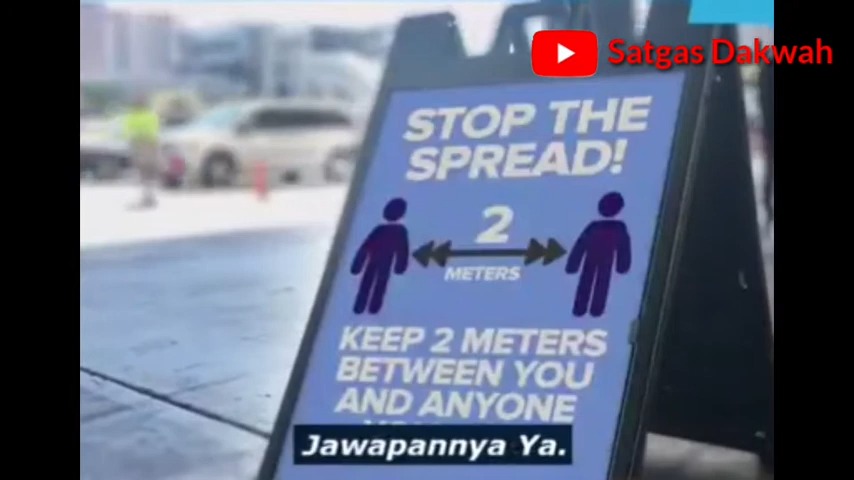 Satgas Dakwah
STOP THE
SPREAD!
2
METERS
KEEP 2 METERS
BETWEEN YOU
AND ANYONE
Jawapannya Ya.